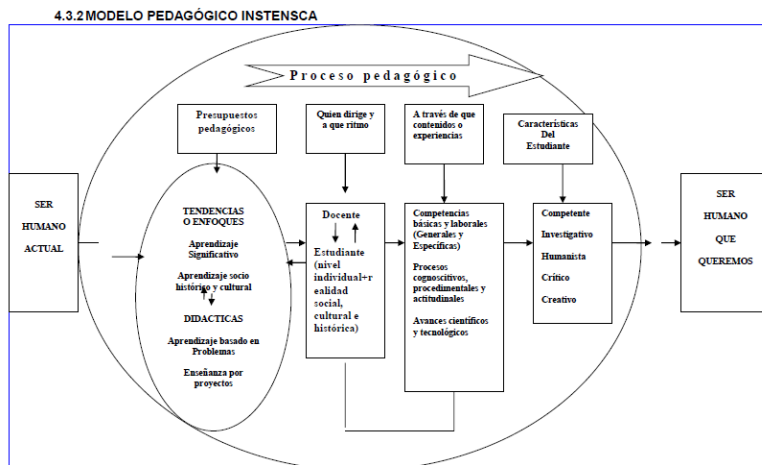 4.3.2 MODELO PEDAGÓGICO INSTENSCA
Proceso pedagógico
Presupuestos
pedagógicos
Quien dirige y
a que ritmo
A través de que
contenidos o
experiencias
Características
Del
Estudiante
SER
HUMANO
ACTUAL
TENDENCIAS
O ENFOQUES
Aprendizaje
Significativo
Aprendizaje socio
histórico y cultural
DIDACTICAS
Aprendizaje basado en
Problemas
Enseñanza por
proyectos
Docente
Estudiante
(nivel
individual+r
ealidad
social,
cultural e
histórica)
Competencias
básicas y laborales
(Generales y
Específicas)
Procesos
cognoscitivos,
procedimentales y
actitudinales
Avances científicos
y tecnológicos
Competente
Investigativo
Humanista
Crítico
Creativo
SER
HUMANO
QUE
QUEREMOS